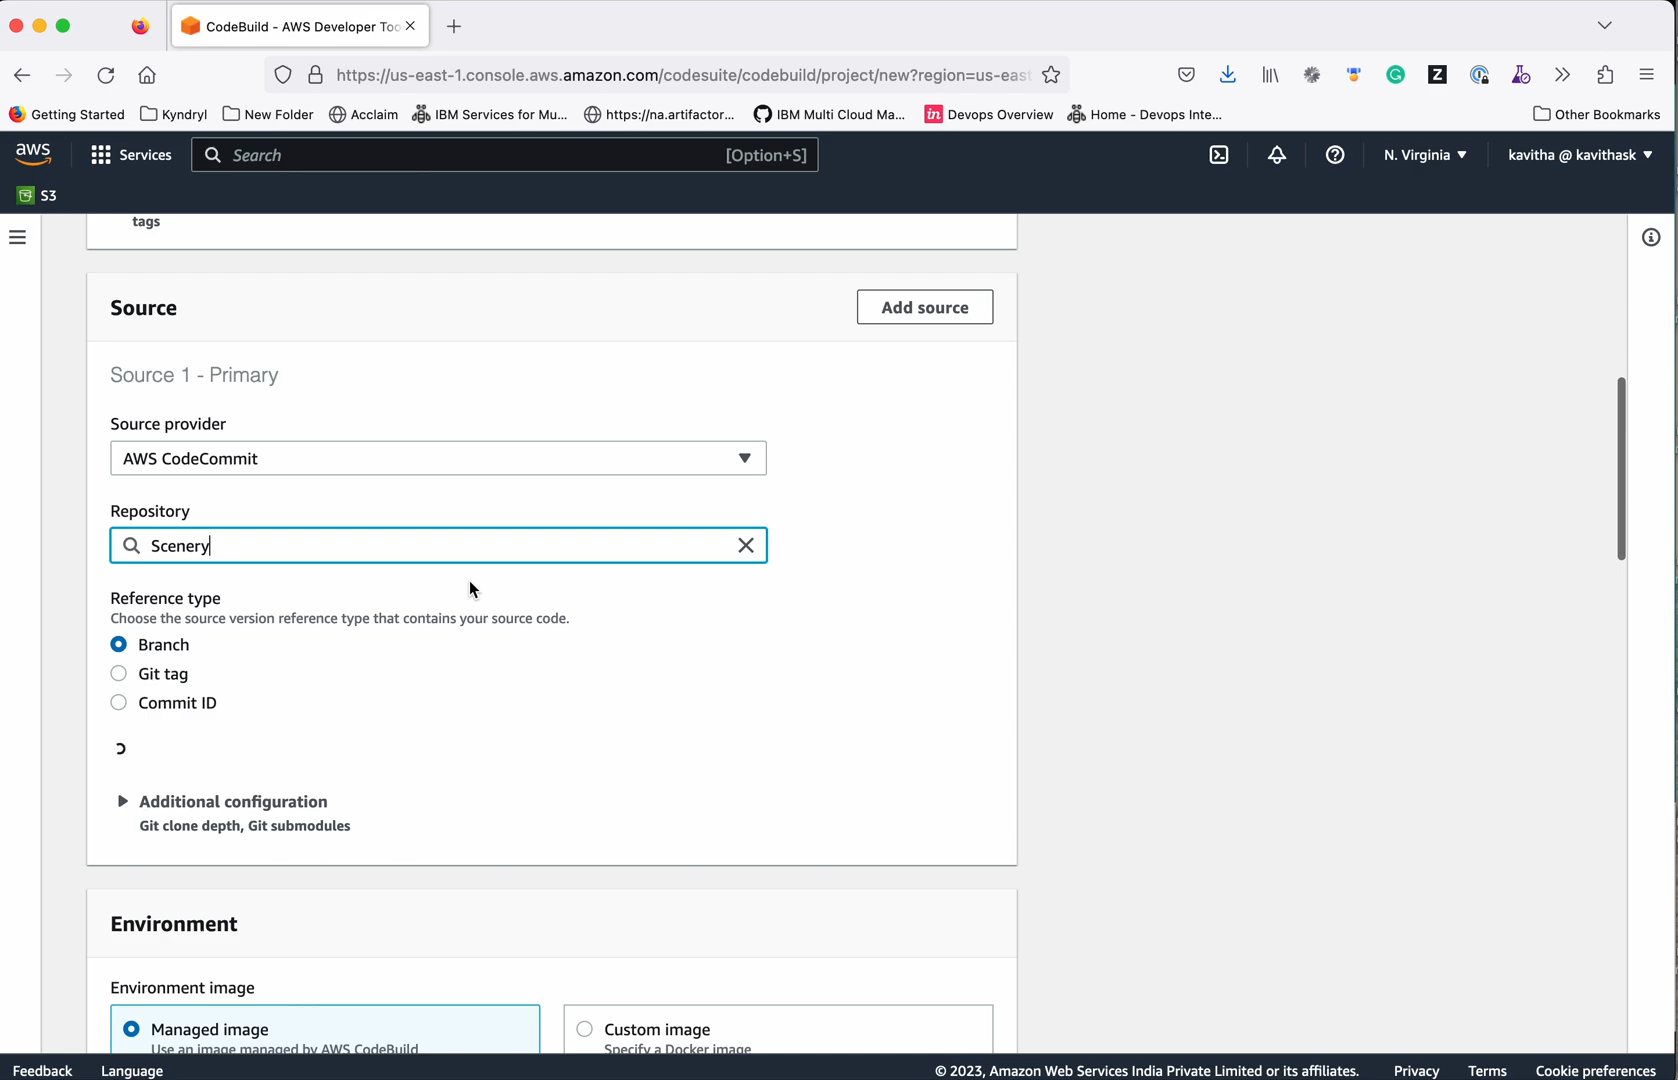 CodeBuild - AWS Developer Too
https://us-east-1.console.aws.amazon.com/codesuite/codebuild/project/new?region=us-east
Getting Started Kyndryl New Folder Acclaim IBM Services for Mu... https://na.artifactor... IBM Multi Cloud Ma... Devops Overview Home - Devops Inte... Other Bookmarks
aws Services Search [Option+S] N. Virginia kavitha @ kavithask
S3
tags
Source Add source
Source 1 - Primary
Source provider
AWS CodeCommit
Repository
Scenery
Reference type
Choose the source version reference type that contains your source code.
Branch
Git tag
Commit ID
Additional configuration
Git clone depth, Git submodules
Environment
Environment image
Managed image Custom image
Use an image managed by AWS CodeBuild Specify a Docker image
Feedback Language © 2023, Amazon Web Services India Private Limited or its affiliates. Privacy Terms Cookie preferences